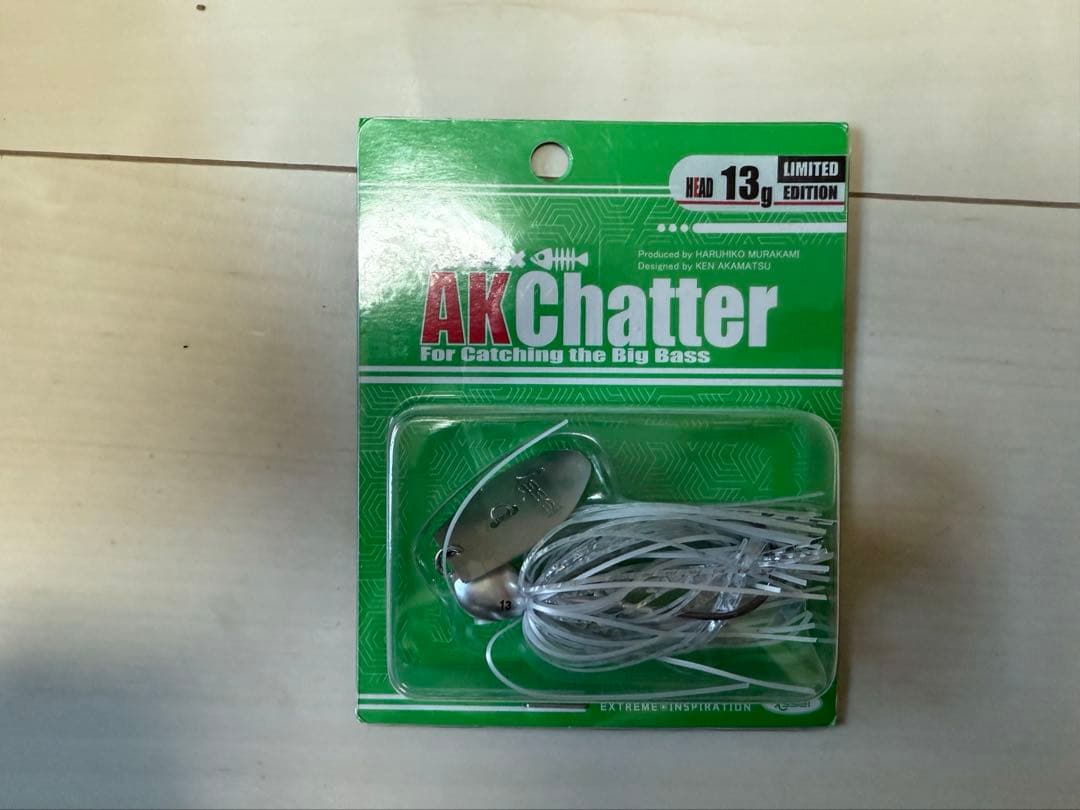 HEAD 13g LIMITED EDITION
Produced by HARUHIKO MURAKAMI
Designed by KEN AKAMATSU
AKChatter
For Catching the Big Bass
13
EXTREME INSPIRATION